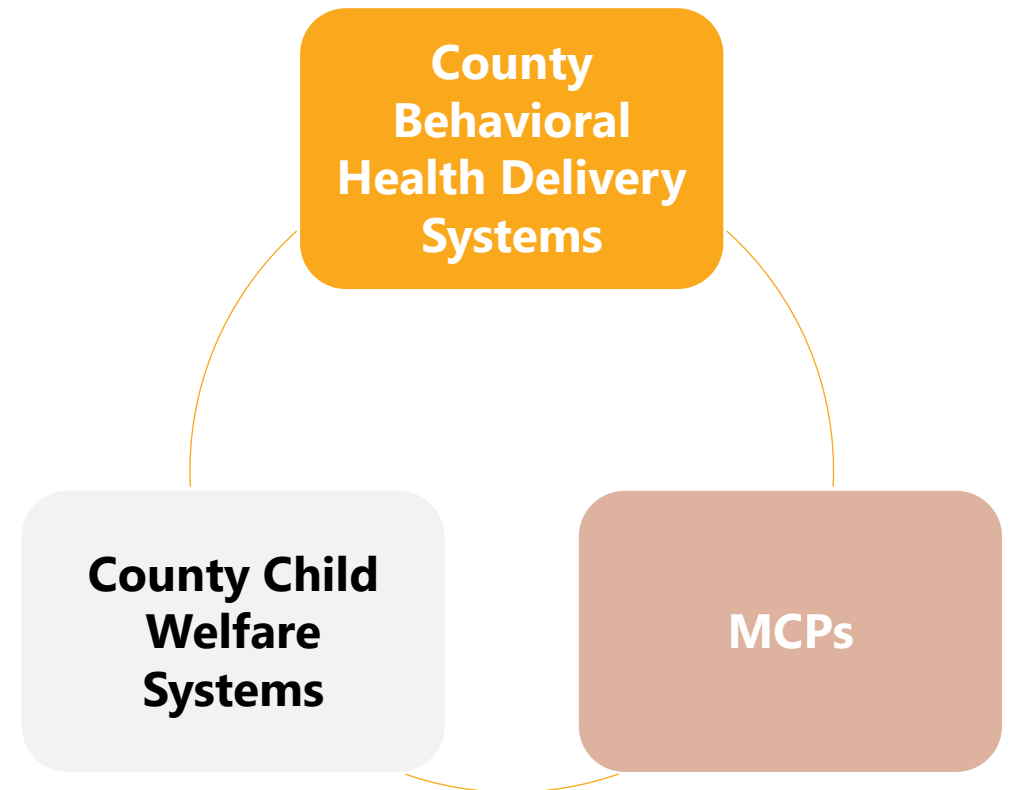 County
Behavioral
Health Delivery
Systems
County Child
Welfare
Systems
MCPs